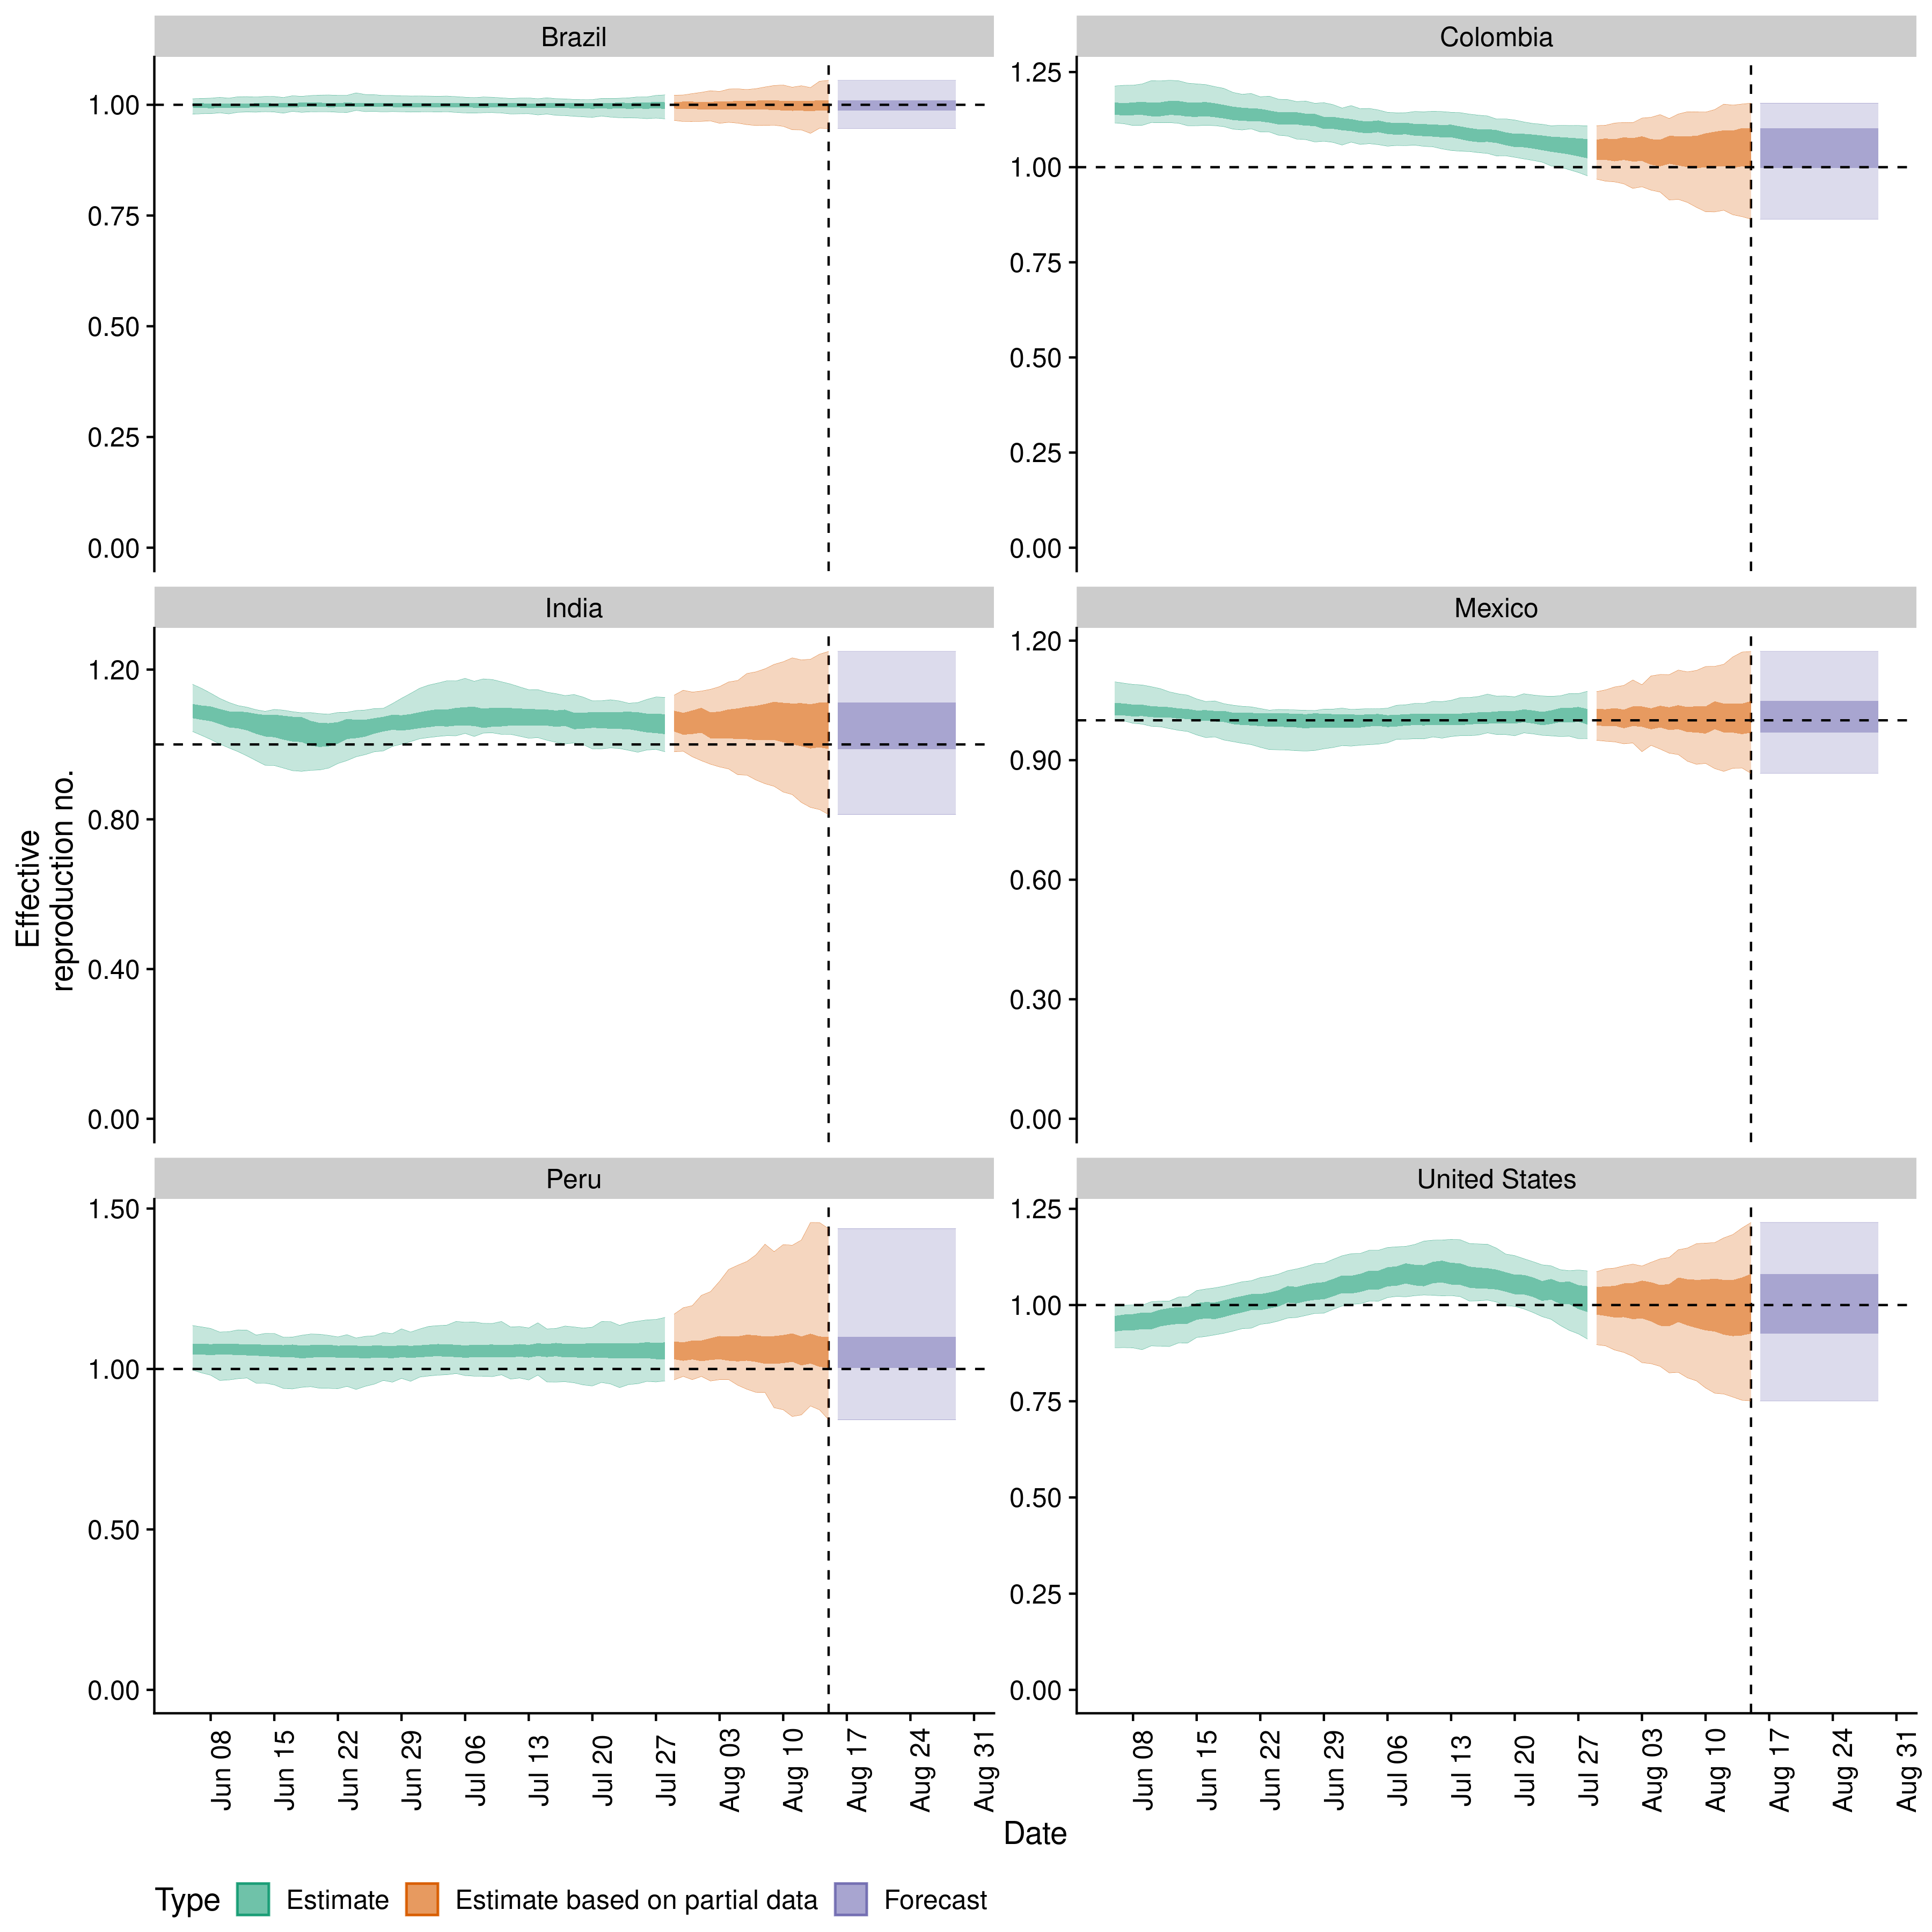 Brazil
1.00
0.75
0.50
0.25
0.00
Colombia
1.25
1.00
0.75
0.50
0.25
0.00
India
1.20
0.80
0.40
0.00
Mexico
1.20
0.90
0.60
0.30
0.00
Effective
reproduction no.
Peru
1.50
1.00
0.50
0.00
United States
1.25
1.00
0.75
0.50
0.25
0.00
Jun 08
Jun 15
Jun 22
Jun 29
Jul 06
Jul 13
Jul 20
Jul 27
Aug 03
Aug 10
Aug 17
Aug 24
Aug 31
Jun 08
Jun 15
Jun 22
Jun 29
Jul 06
Jul 13
Jul 20
Jul 27
Aug 03
Aug 10
Aug 17
Aug 24
Aug 31
Date
Type Estimate Estimate based on partial data Forecast